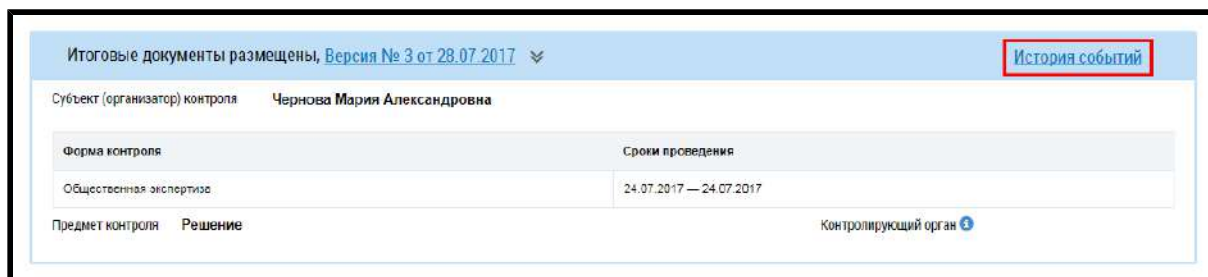 Итоговые документы размещены, Версия № 3 от 28.07.2017 История событий
Субъект (организатор) контроля Чернова Мария Александровна
Форма контроля Сроки проведения
Общественная экспертиза 24.07.2017 — 24.07.2017
Предмет контроля Решение Контролирующий орган